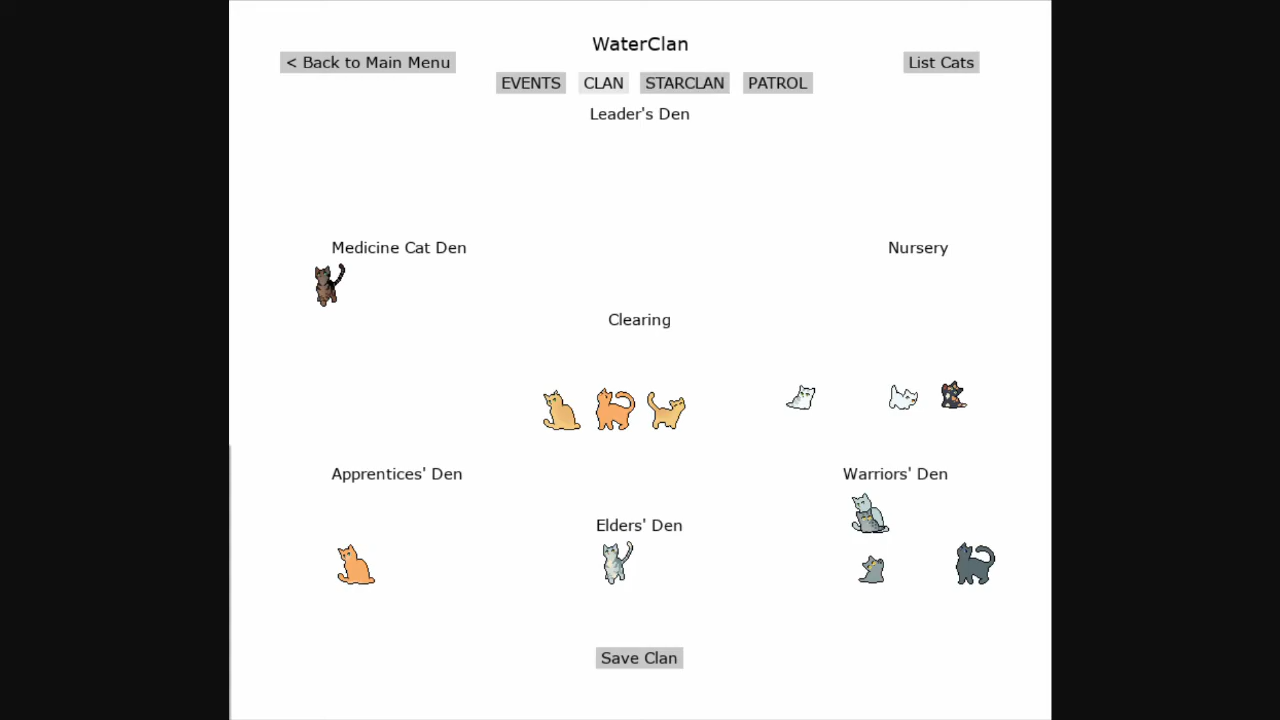 WaterClan
< Back to Main Menu
List Cats
EVENTS CLAN STARCLAN PATROL
Leader's Den
Medicine Cat Den
Nursery
Clearing
Apprentices' Den
Warriors' Den
Elders' Den
Save Clan